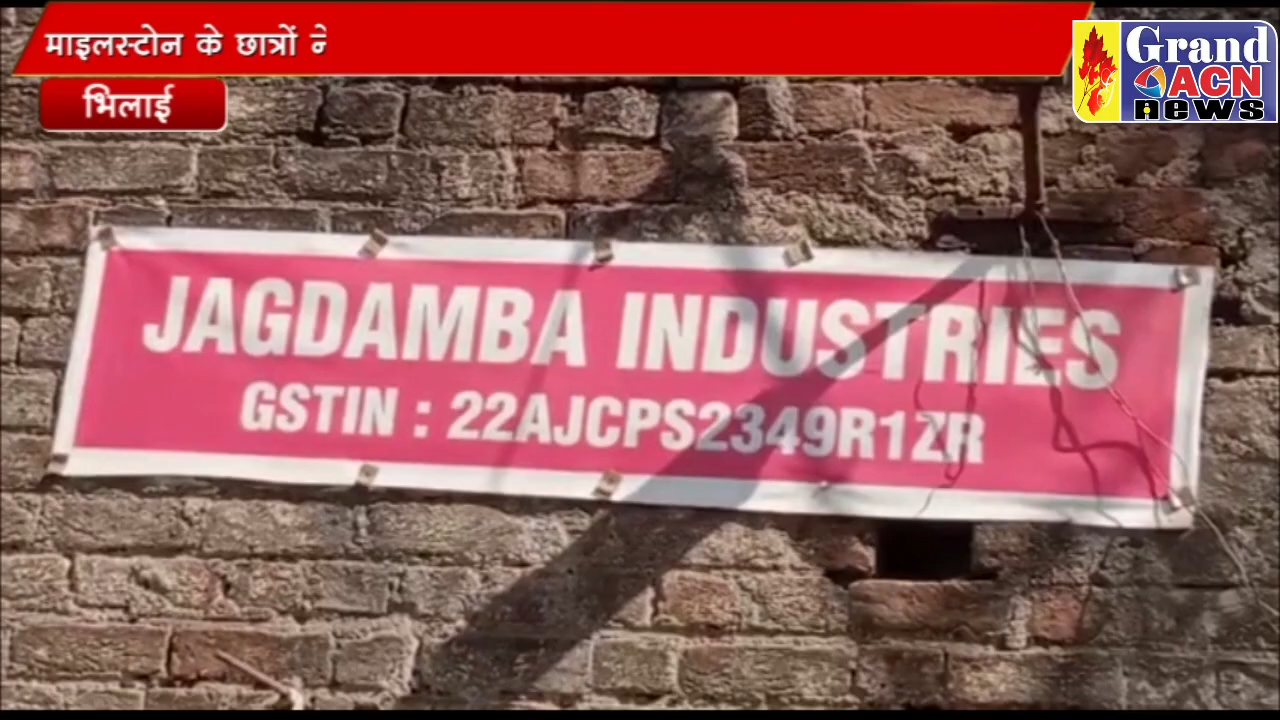 माइलस्टोन के छात्रों ने
भिलाई
Grand
ACN
news
JAGDAMBA INDUSTRIES
GSTIN : 22AJCPS2349R1ZR